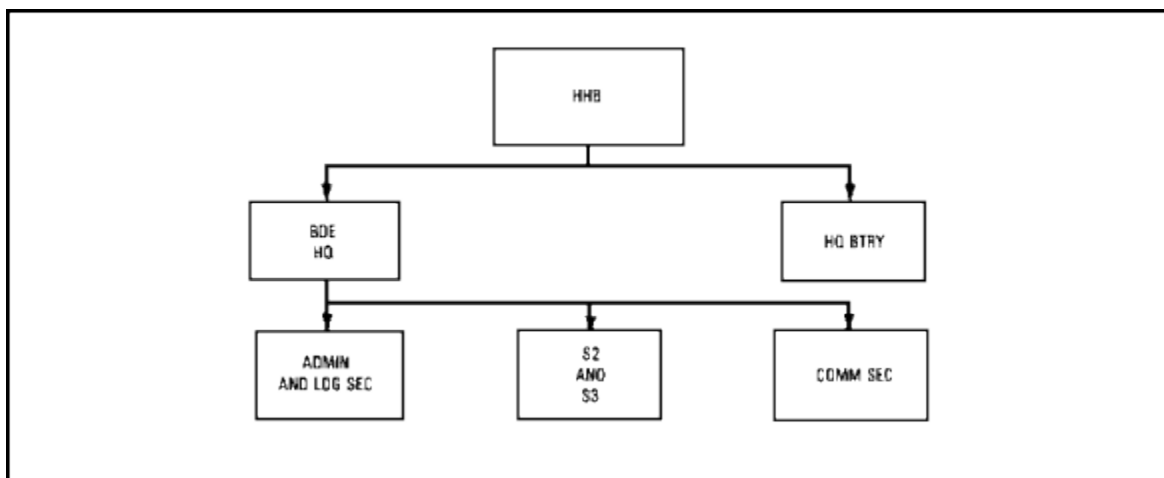 HHB
BDE
HQ
HQ BTRY
ADMIN
AND LOG SEC
S2
AND
S3
COMM SEC